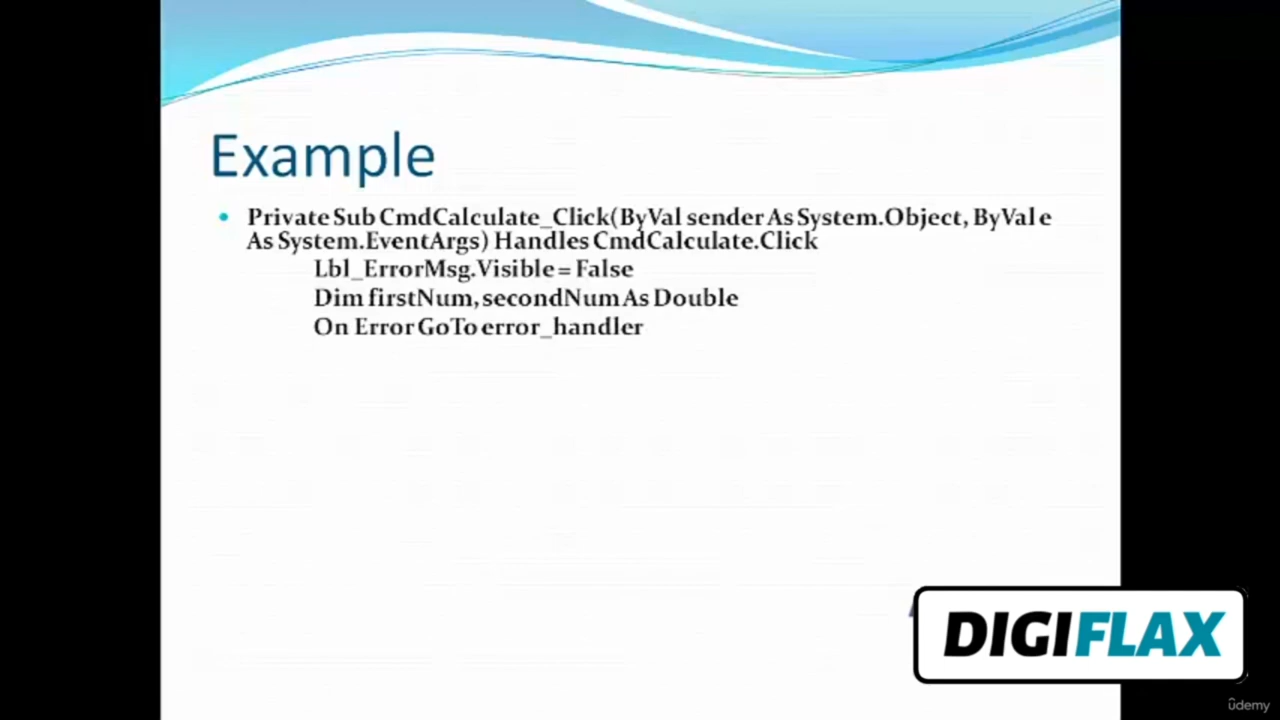 Example
• Private Sub CmdCalculate_Click(ByVal sender As System.Object, ByVal e
As System.EventArgs) Handles CmdCalculate.Click
Lbl_ErrorMsg.Visible = False
Dim firstNum, secondNum As Double
On Error GoTo error_handler
DIGIFLAX
ûdemy